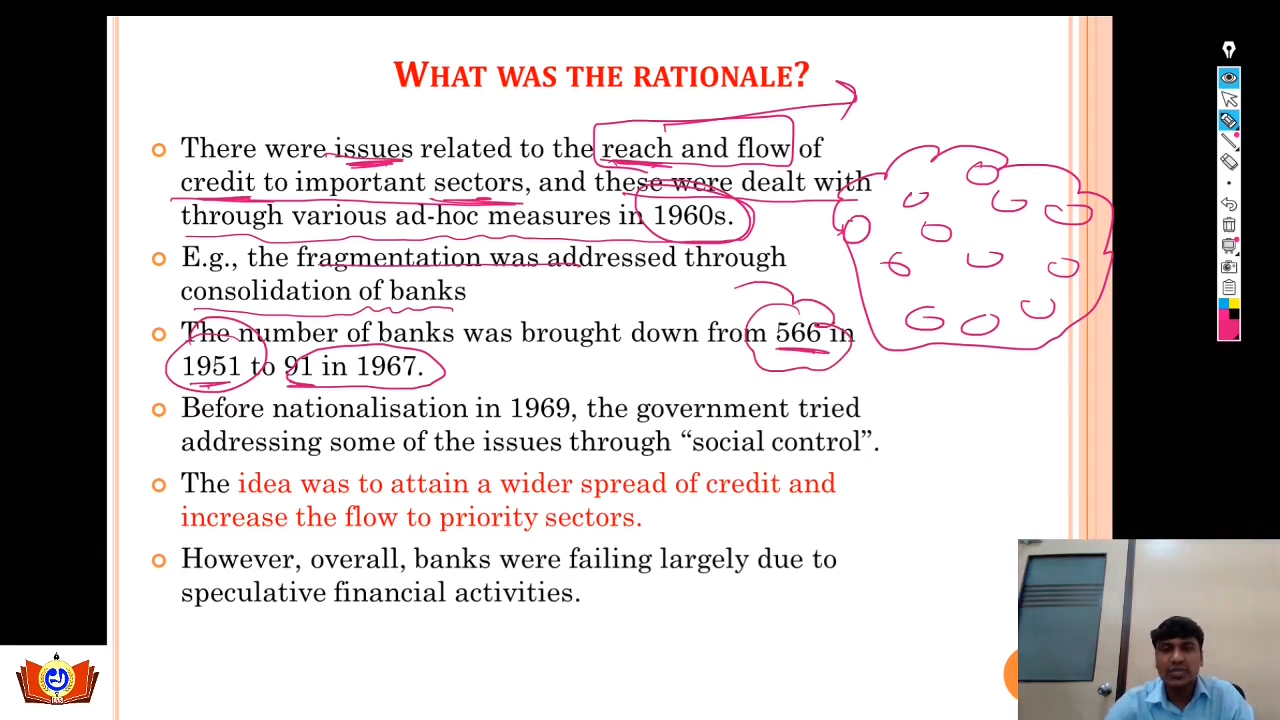 WHAT WAS THE RATIONALE?
There were issues related to the reach and flow of
credit to important sectors, and these were dealt with
through various ad-hoc measures in 1960s.
E.g., the fragmentation was addressed through
consolidation of banks
The number of banks was brought down from 566 in
1951 to 91 in 1967.
Before nationalisation in 1969, the government tried
addressing some of the issues through “social control”.
The idea was to attain a wider spread of credit and
increase the flow to priority sectors.
However, overall, banks were failing largely due to
speculative financial activities.